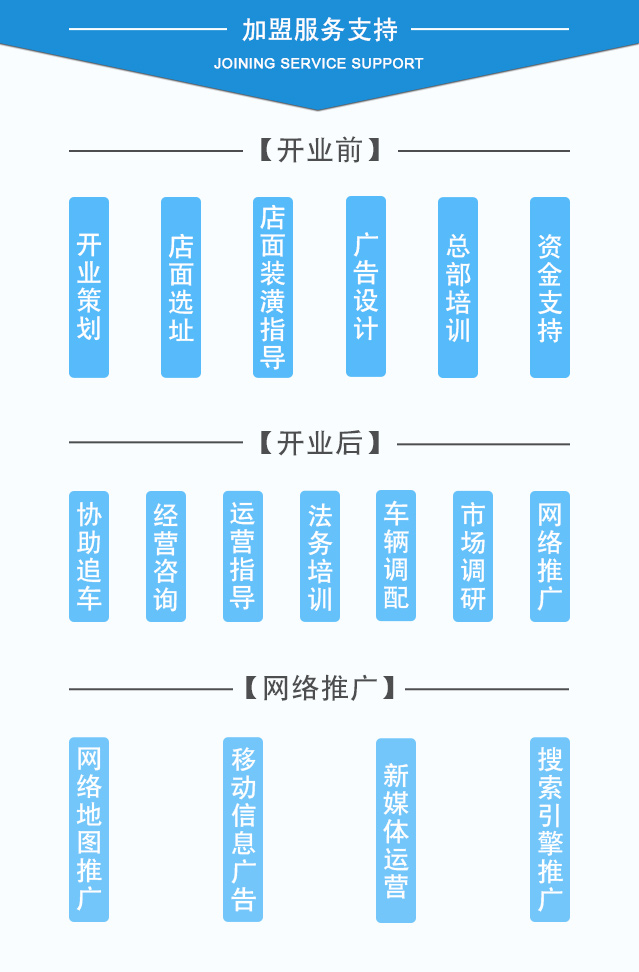 加盟服务支持
JOINING SERVICE SUPPORT
【开业前】
开业策划
店面选址
店面装潢指导
广告设计
总部培训
资金支持
【开业后】
协助追车
经营咨询
运营指导
法务培训
车辆调配
市场调研
网络推广
【网络推广】
网络地图推广
移动信息广告
新媒体运营
搜索引擎推广